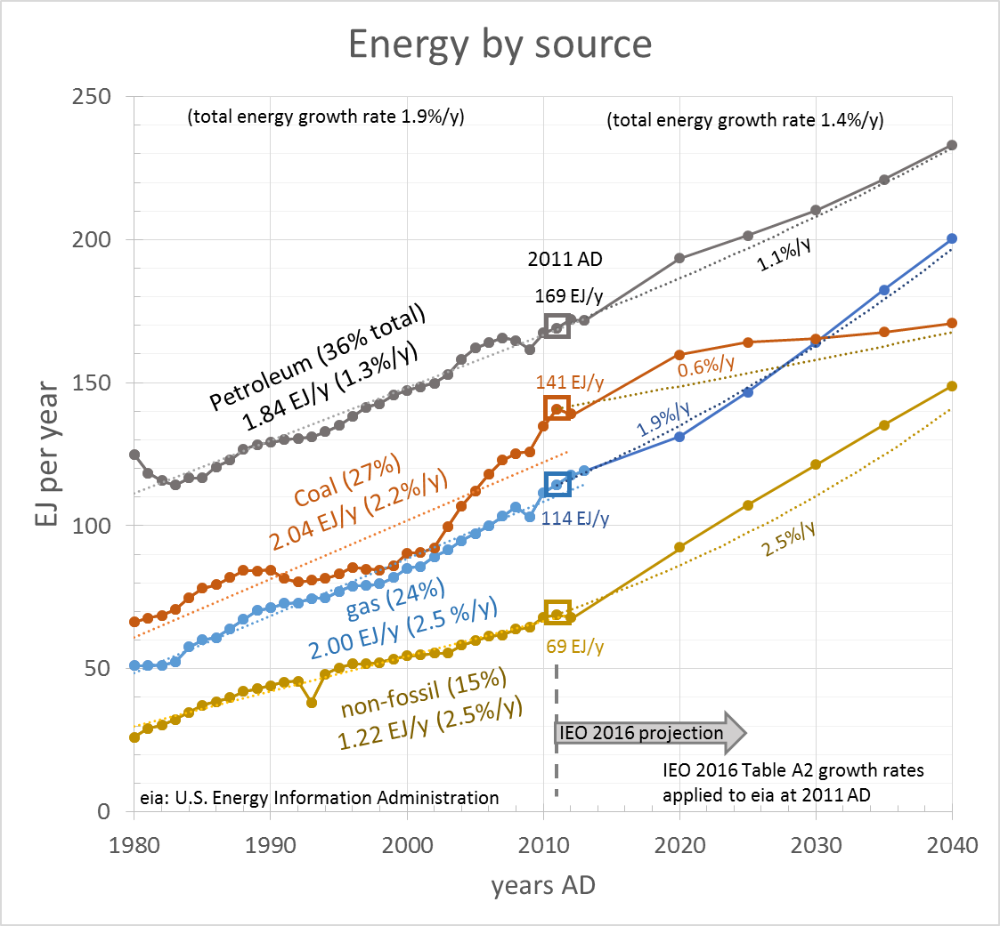 Energy by source
250
200
150
100
50
0
EJ per year
(total energy growth rate 1.9%/y)
(total energy growth rate 1.4%/y)
2011 AD
169 EJ/y
1.1%/y
Petroleum (36% total)
1.84 EJ/y (1.3%/y)
141 EJ/y
0.6%/y
1.9%/y
Coal (27%)
2.04 EJ/y (2.2%/y)
114 EJ/y
2.5%/y
gas (24%)
2.00 EJ/y (2.5 %/y)
69 EJ/y
non-fossil (15%)
1.22 EJ/y (2.5%/y)
IEO 2016 projection
IEO 2016 Table A2 growth rates
applied to eia at 2011 AD
eia: U.S. Energy Information Administration
1980 1990 2000 2010 2020 2030 2040
years AD